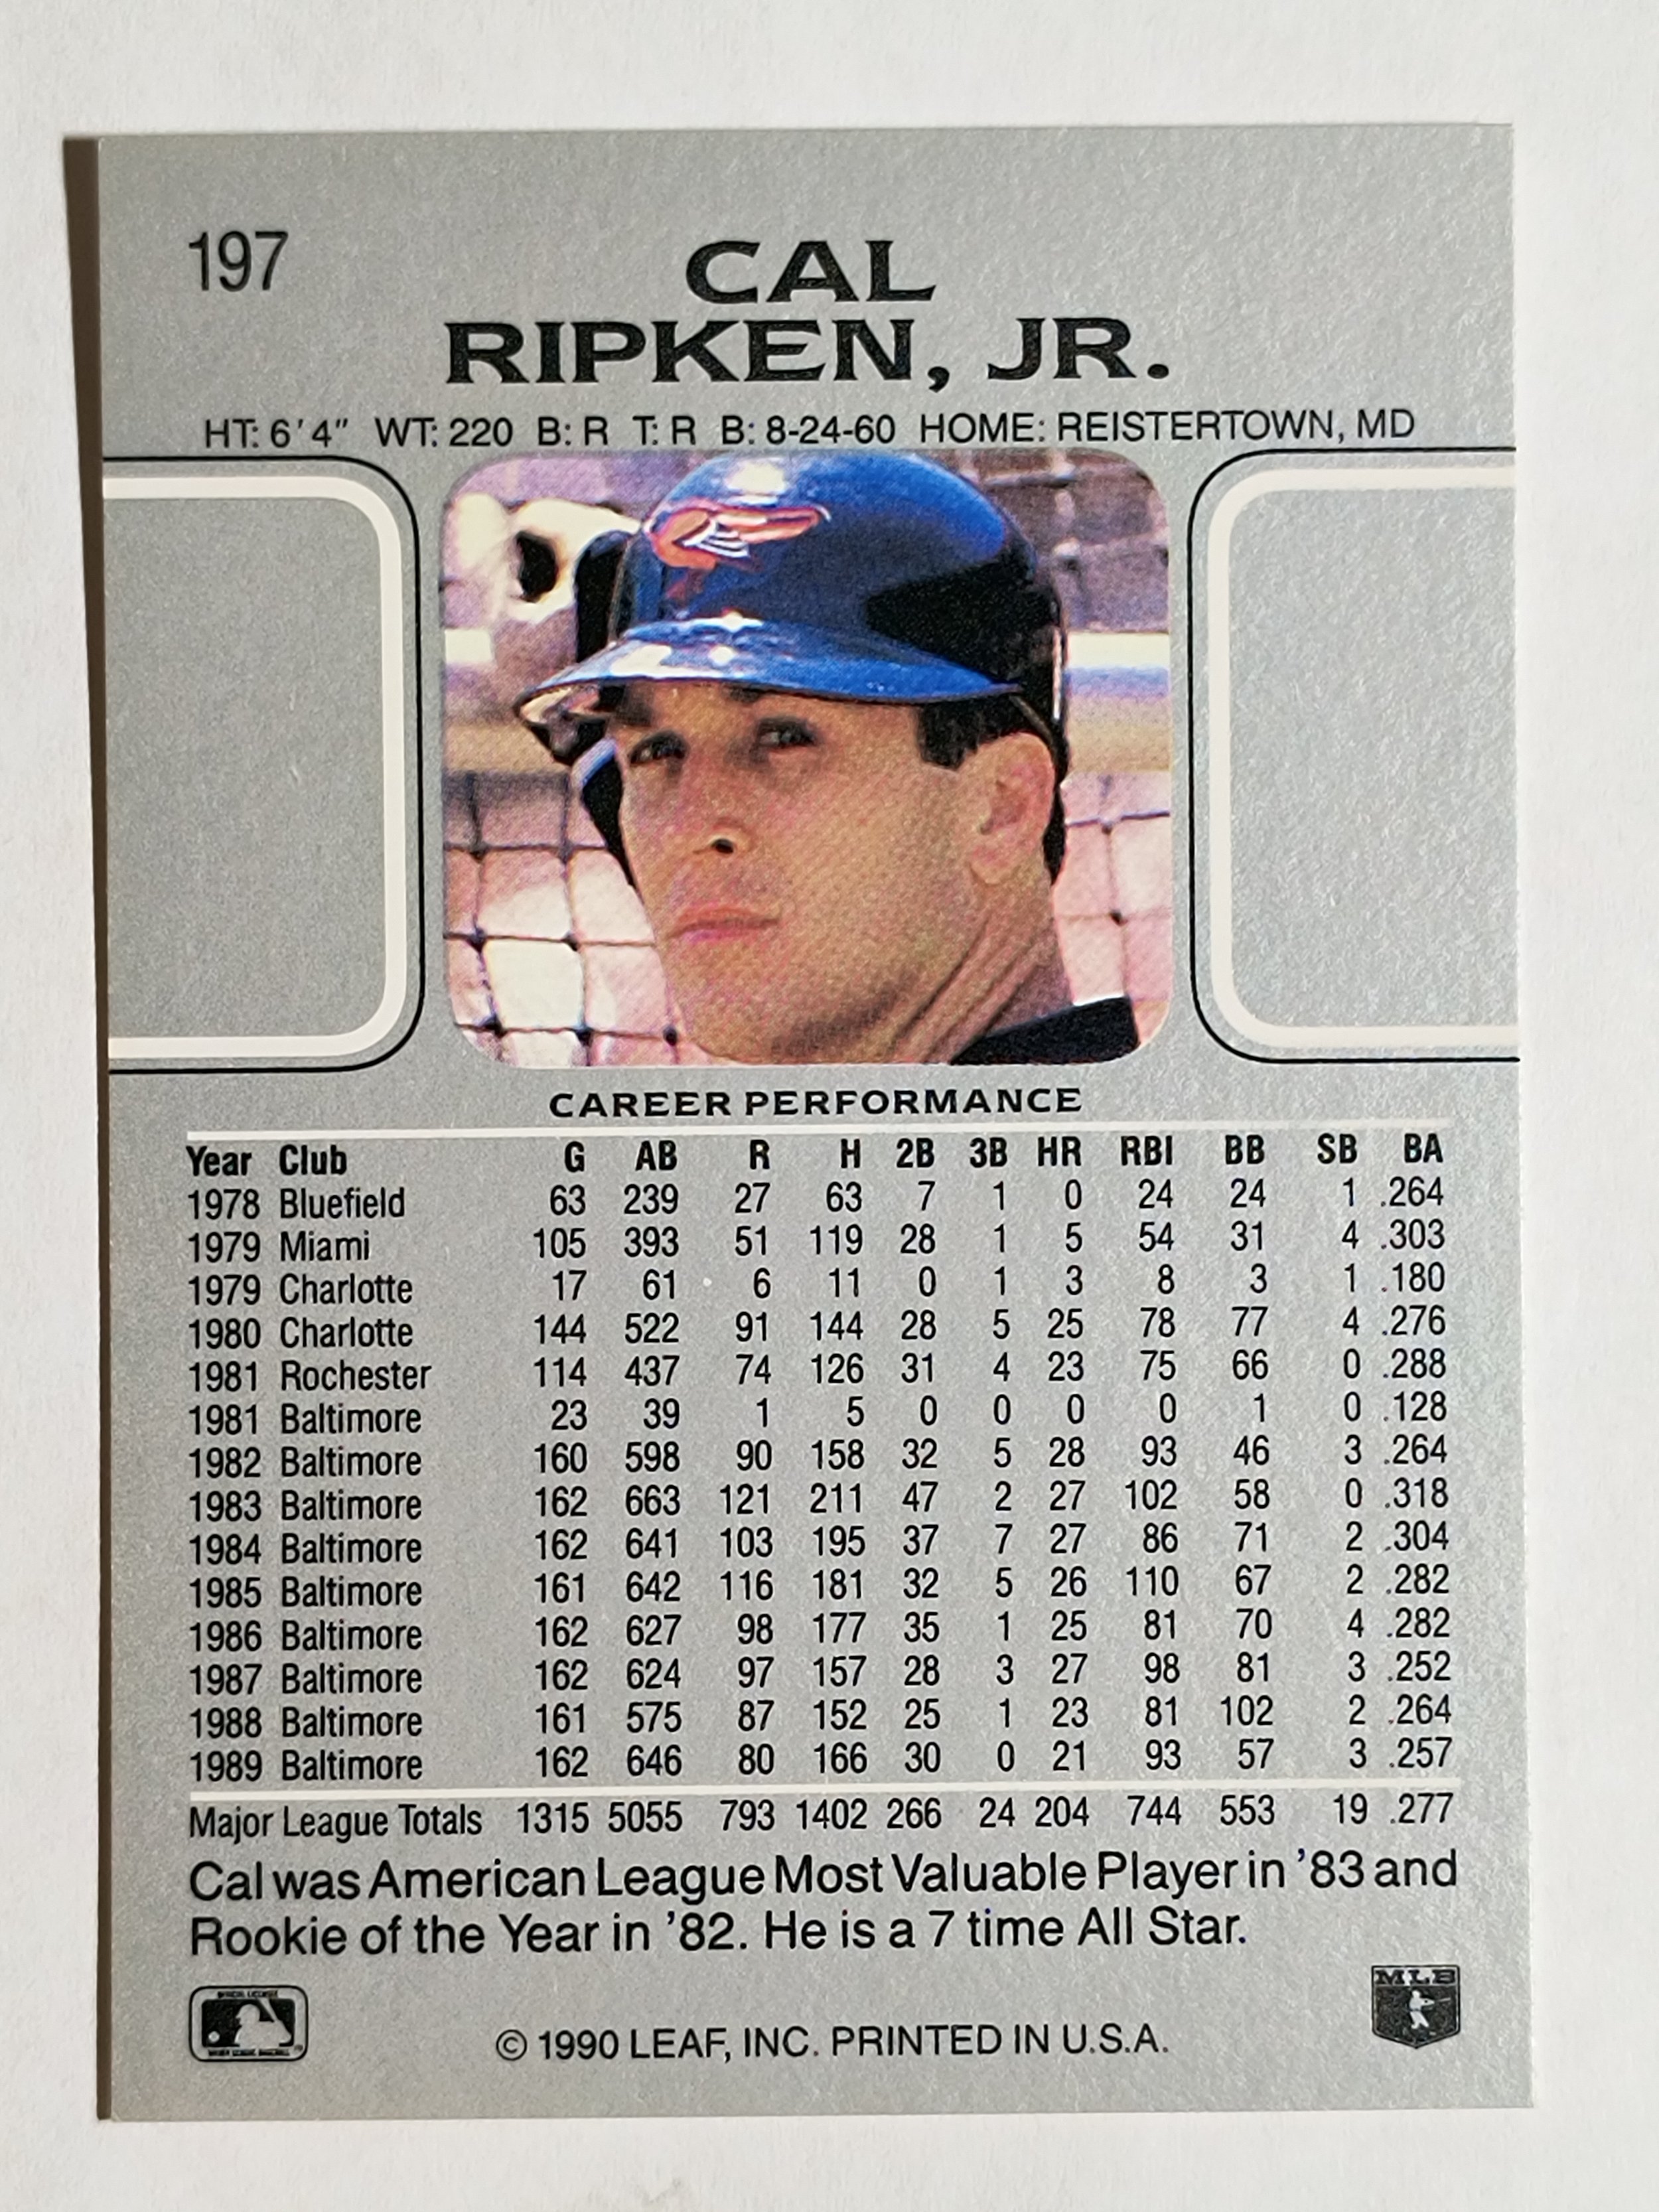 197
CAL
RIPKEN, JR.
HT: 6'4" WT: 220 B: R T: R B: 8-24-60 HOME: REISTERTOWN, MD
CAREER PERFORMANCE
Year Club G AB R H 2B 3B HR RBI BB SB BA
1978 Bluefield 63 239 27 63 7 1 0 24 24 1 .264
1979 Miami 105 393 51 119 28 1 5 54 31 4 .303
1979 Charlotte 17 61 6 11 0 1 3 8 3 1 .180
1980 Charlotte 144 522 91 144 28 5 25 78 77 4 .276
1981 Rochester 114 437 74 126 31 4 23 75 66 0 .288
1981 Baltimore 23 39 1 5 0 0 0 0 1 0 .128
1982 Baltimore 160 598 90 158 32 5 28 93 46 3 .264
1983 Baltimore 162 663 121 211 47 2 27 102 58 0 .318
1984 Baltimore 162 641 103 195 37 7 27 86 71 2 .304
1985 Baltimore 161 642 116 181 32 5 26 110 67 2 .282
1986 Baltimore 162 627 98 177 35 1 25 81 70 4 .282
1987 Baltimore 162 624 97 157 28 3 27 98 81 3 .252
1988 Baltimore 161 575 87 152 25 1 23 81 102 2 .264
1989 Baltimore 162 646 80 166 30 0 21 93 57 3 .257
Major League Totals 1315 5055 793 1402 266 24 204 744 553 19 .277
Cal was American League Most Valuable Player in '83 and
Rookie of the Year in '82. He is a 7 time All Star.
MLB
© 1990 LEAF, INC. PRINTED IN U.S.A.